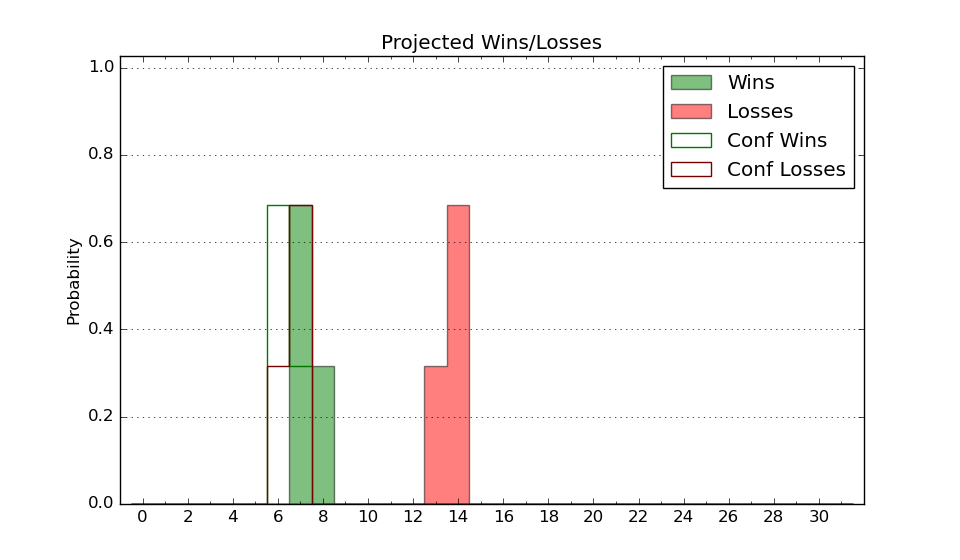 Projected Wins/Losses
1.0
0.8
0.6
0.4
0.2
0.0
Probability
Wins
Losses
Conf Wins
Conf Losses
0 2 4 6 8 10 12 14 16 18 20 22 24 26 28 30